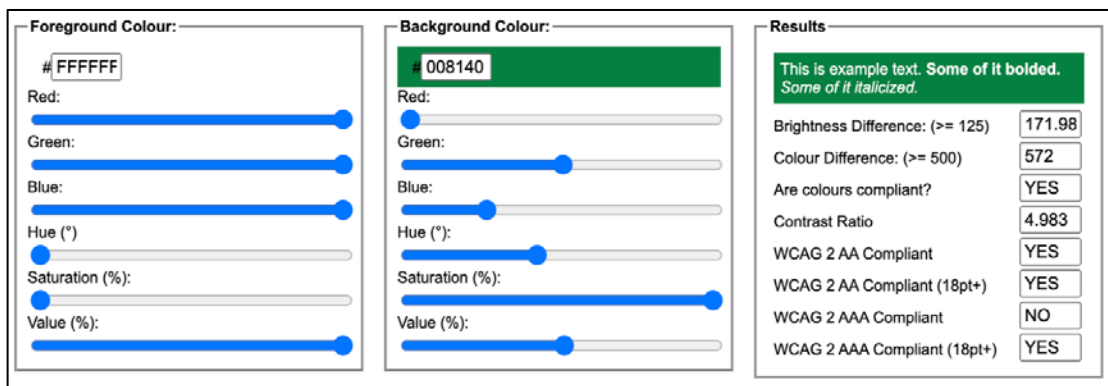 Foreground Colour:
#FFFFFF
Red:
Green:
Blue:
Hue (°)
Saturation (%):
Value (%):
Background Colour:
#008140
Red:
Green:
Blue:
Hue (°):
Saturation (%):
Value (%):
Results
This is example text. Some of it bolded.
Some of it italicized.
Brightness Difference: (>= 125) 171.98
Colour Difference: (>= 500) 572
Are colours compliant? YES
Contrast Ratio 4.983
WCAG 2 AA Compliant YES
WCAG 2 AA Compliant (18pt+) YES
WCAG 2 AAA Compliant NO
WCAG 2 AAA Compliant (18pt+) YES